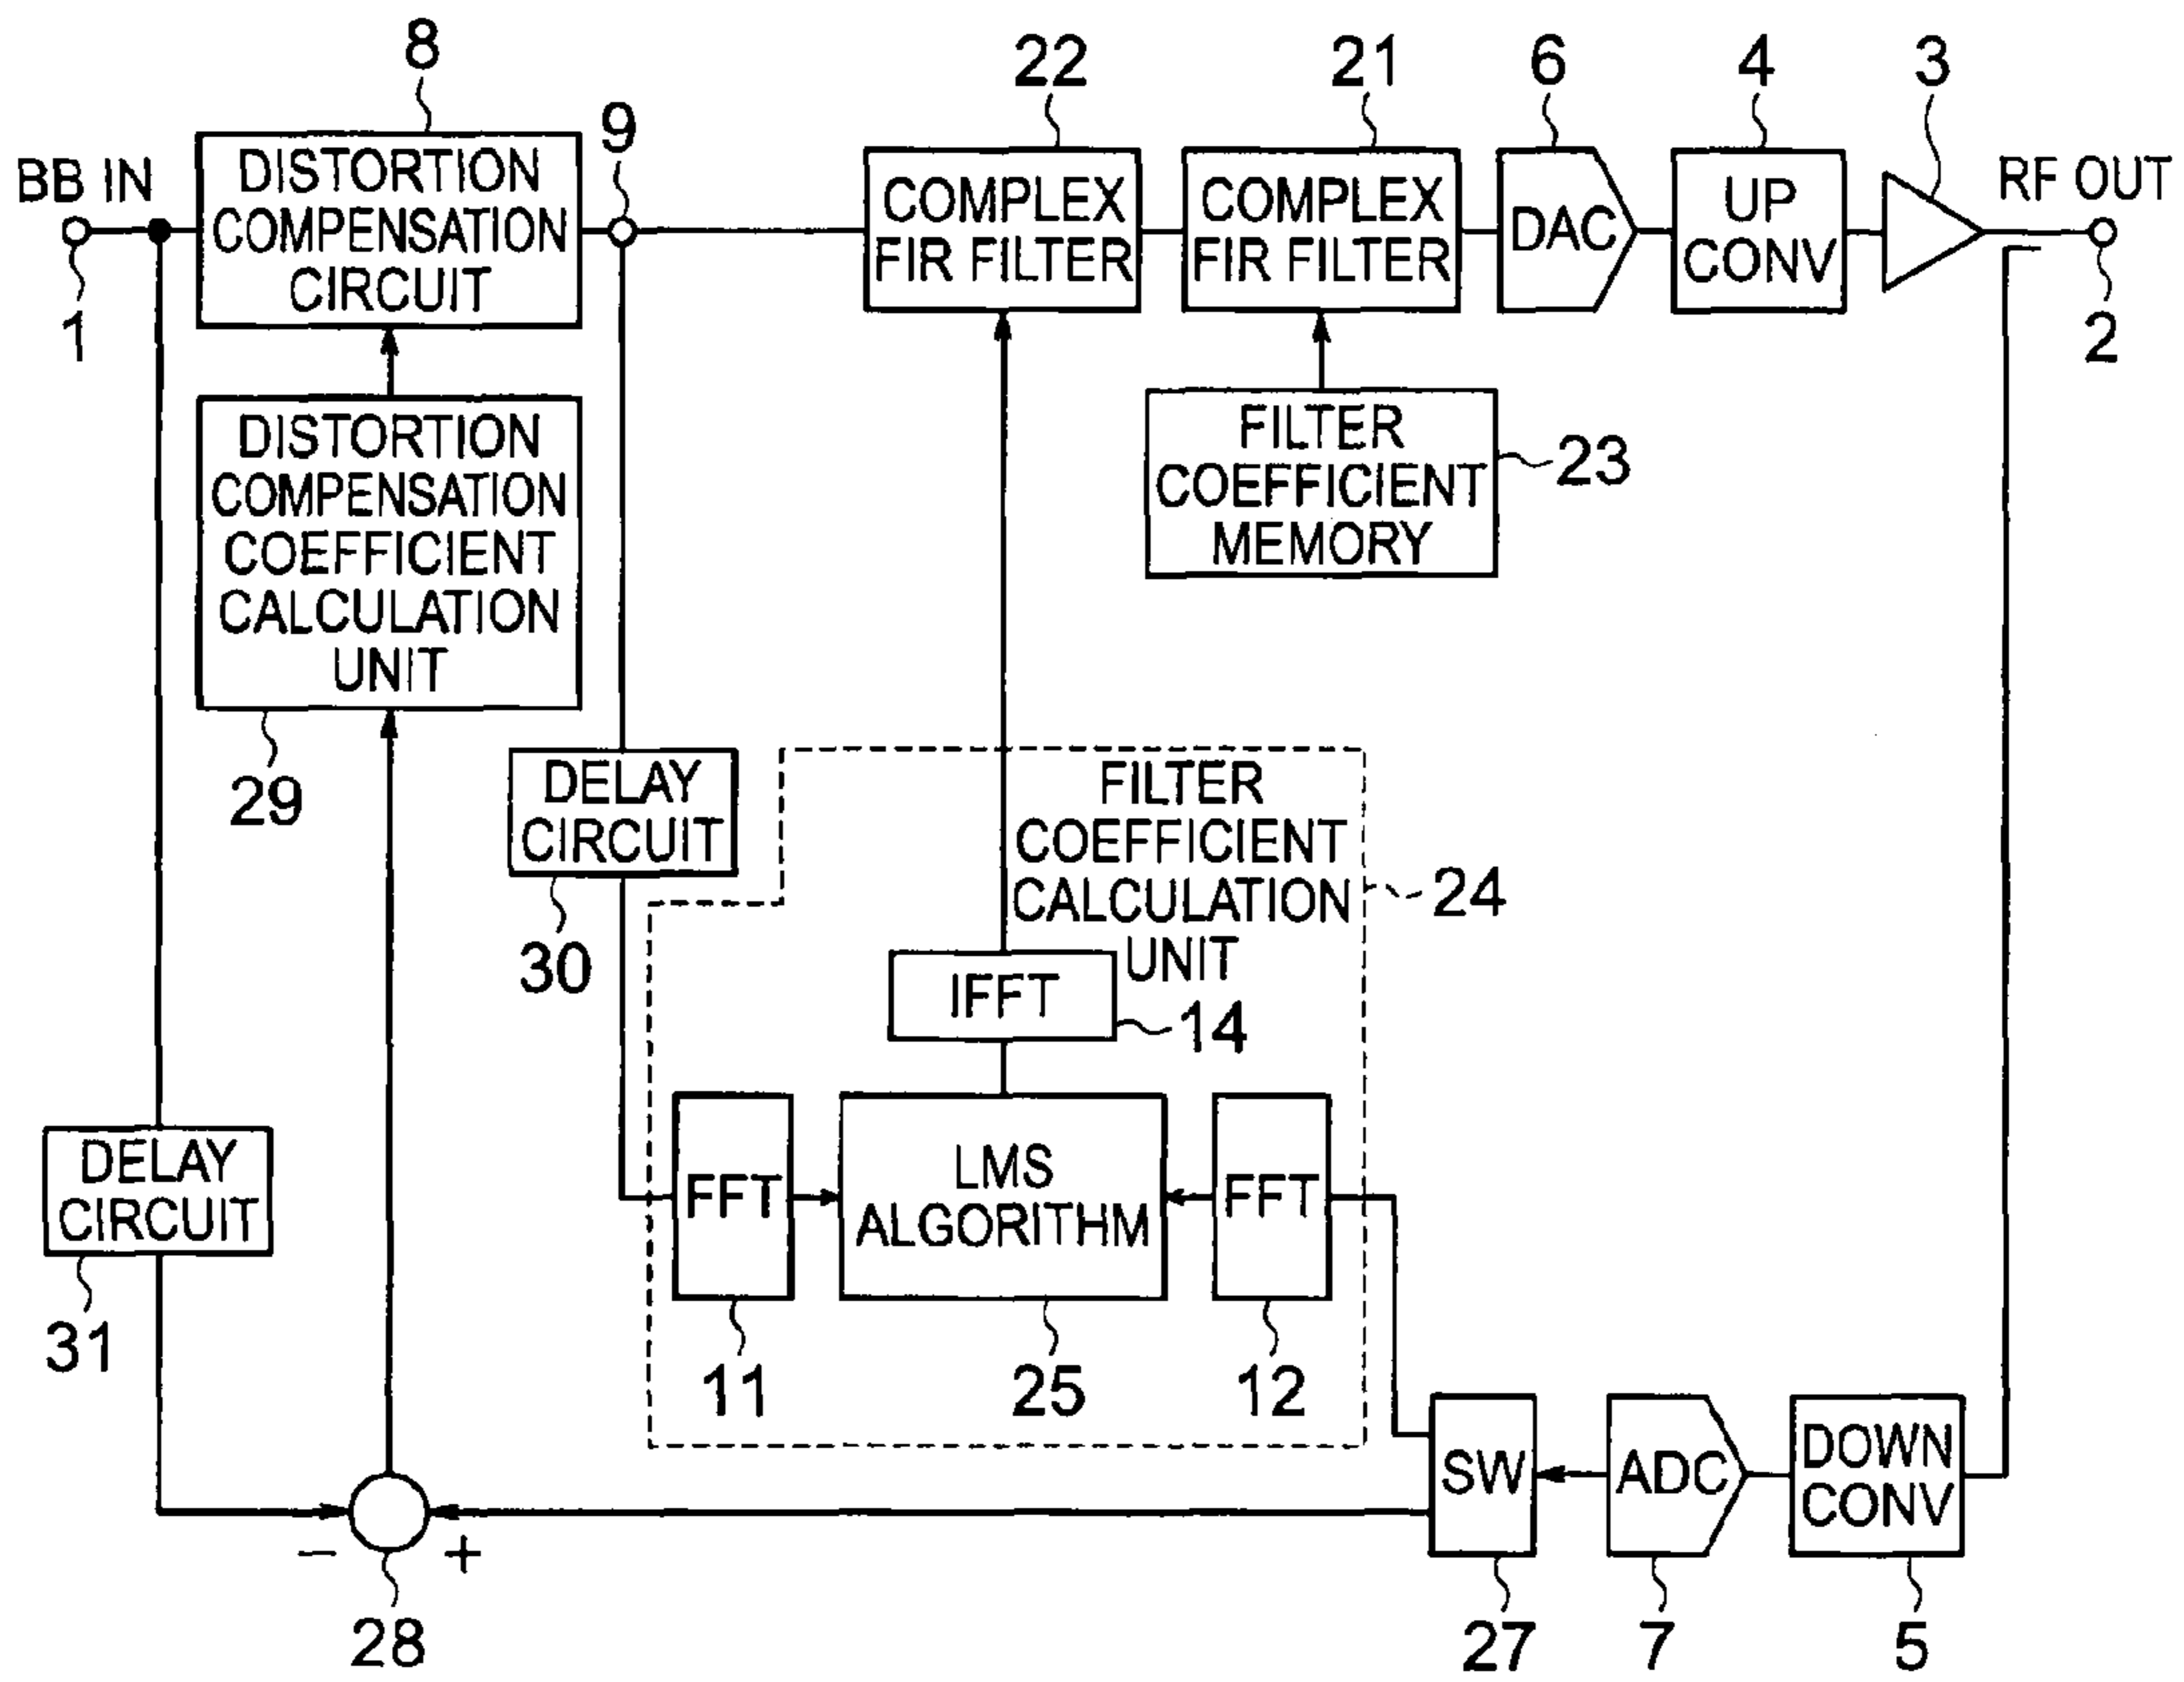 8
22
21
6
4
3
9
BB IN
DISTORTION
COMPENSATION
CIRCUIT
COMPLEX
FIR FILTER
COMPLEX
FIR FILTER
DAC
UP
CONV
RF OUT
1
2
DISTORTION
COMPENSATION
COEFFICIENT
CALCULATION
UNIT
FILTER
COEFFICIENT
MEMORY
23
29
DELAY
CIRCUIT
30
FILTER
COEFFICIENT
CALCULATION
UNIT
24
IFFT
14
DELAY
CIRCUIT
31
FFT
LMS
ALGORITHM
FFT
11
25
12
SW
ADC
DOWN
CONV
− +
28
27
7
5